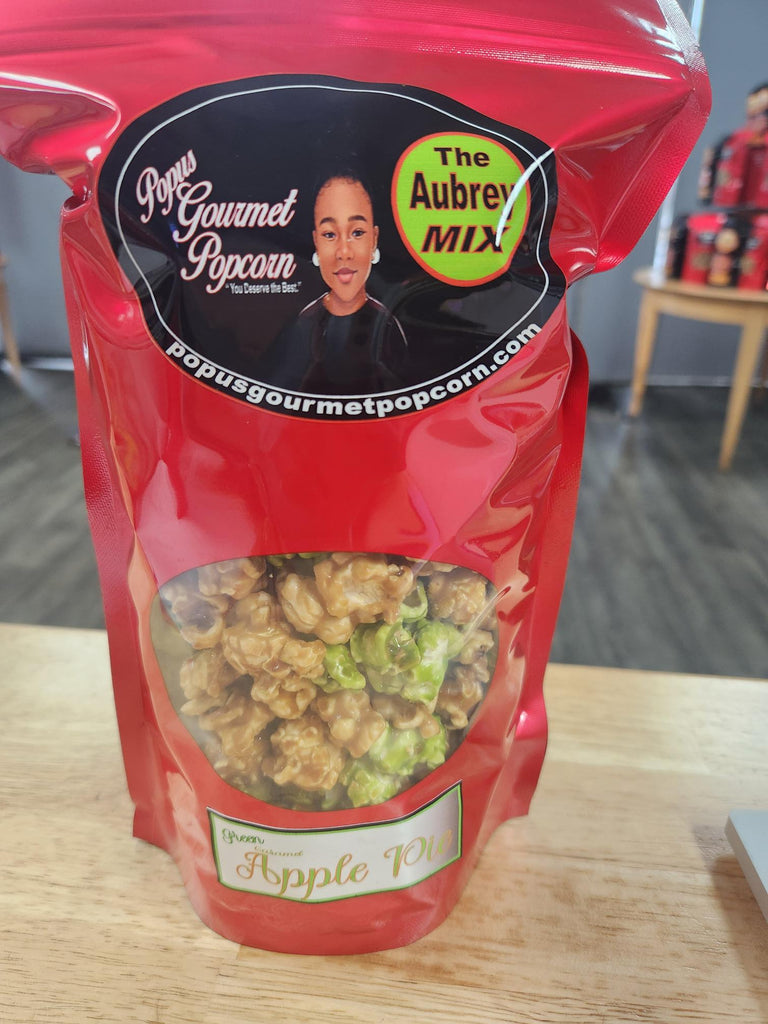 Popus
Gourmet
Popcorn
"You Deserve the Best."
The
Aubrey
MIX
popusgourmetpopcorn.com
Green
Caramel
Apple Pie